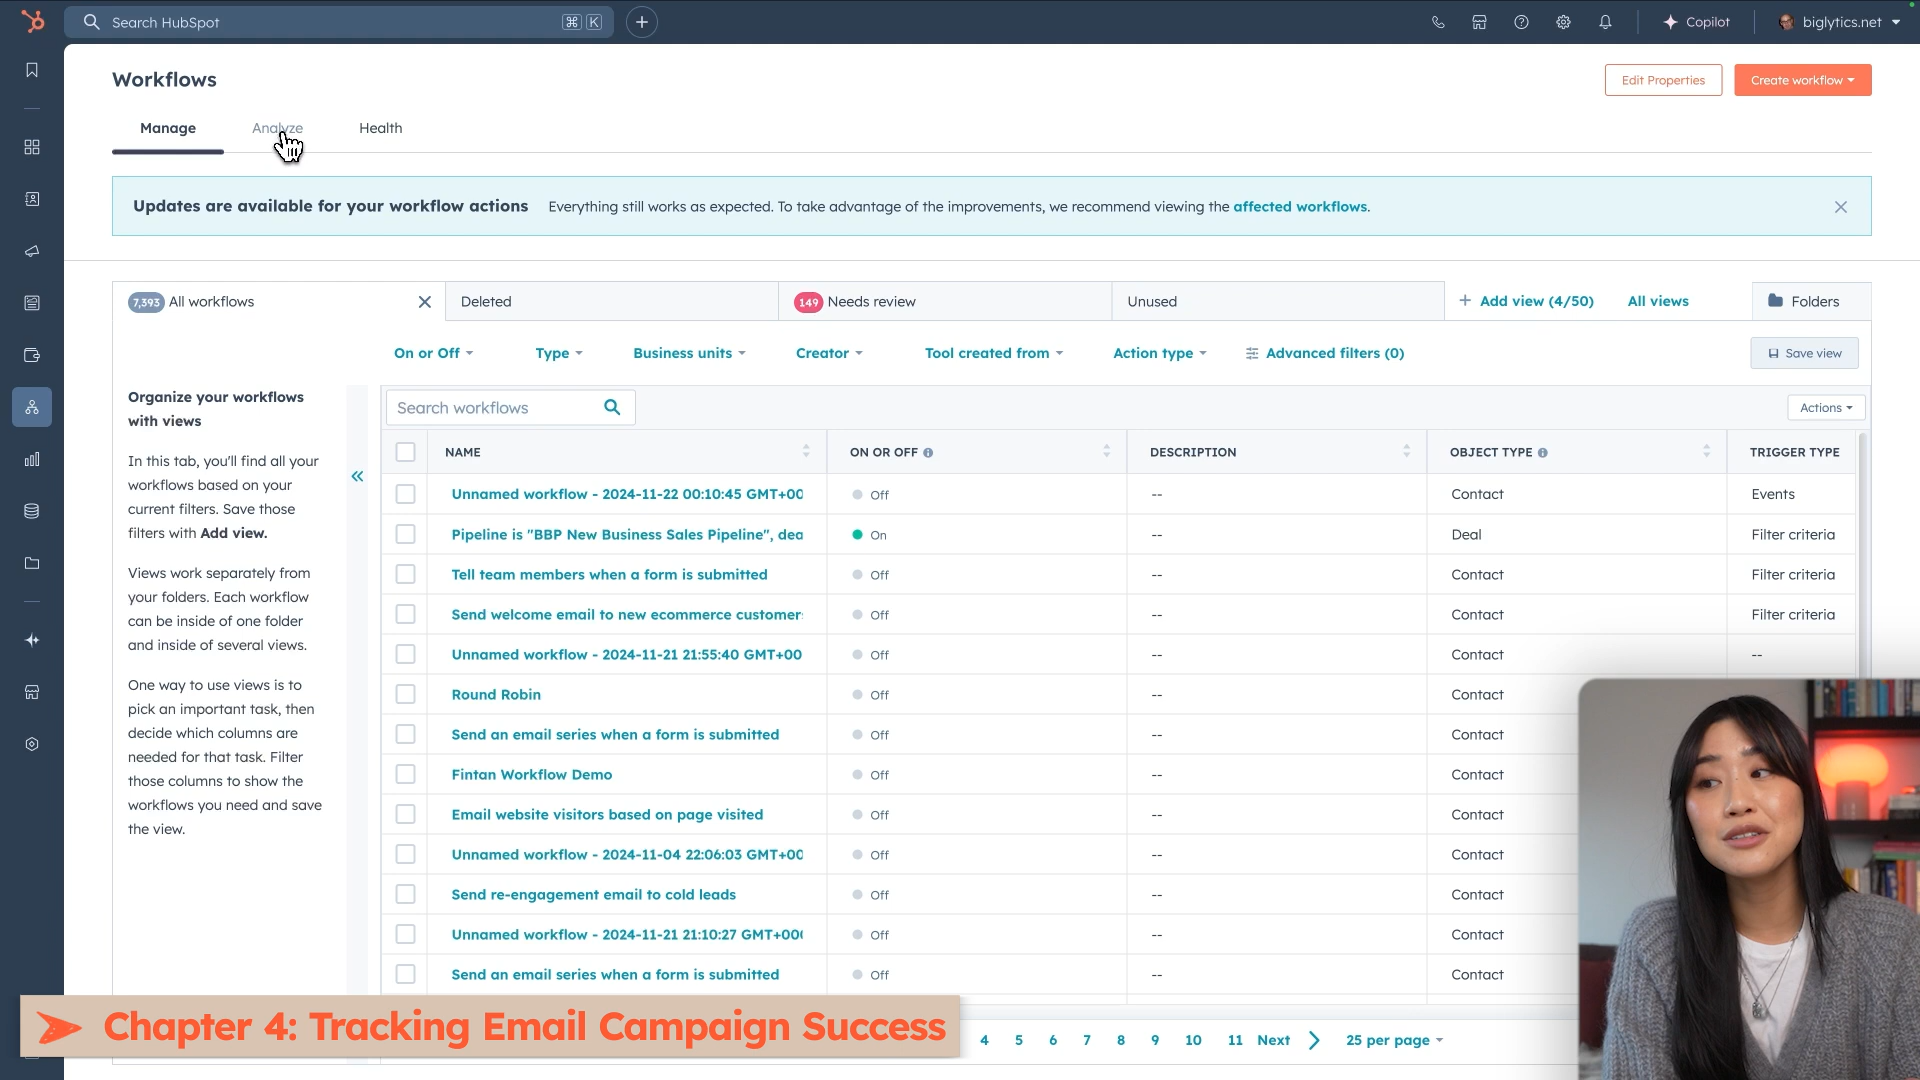 Search HubSpot
⌘ K
+
Copilot
biglytics.net
Workflows
Edit Properties
Create workflow
Manage
Analyze
Health
Updates are available for your workflow actions Everything still works as expected. To take advantage of the improvements, we recommend viewing the affected workflows.
7,393 All workflows
Deleted
149 Needs review
Unused
+ Add view (4/50)
All views
Folders
On or Off
Type
Business units
Creator
Tool created from
Action type
Advanced filters (0)
Save view
Organize your workflows
with views
In this tab, you'll find all your
workflows based on your
current filters. Save those
filters with Add view.
Views work separately from
your folders. Each workflow
can be inside of one folder
and inside of several views.
One way to use views is to
pick an important task, then
decide which columns are
needed for that task. Filter
those columns to show the
workflows you need and save
the view.
Search workflows
Actions
NAME ON OR OFF DESCRIPTION OBJECT TYPE TRIGGER TYPE
Unnamed workflow - 2024-11-22 00:10:45 GMT+00 Off -- Contact Events
Pipeline is "BBP New Business Sales Pipeline", dea On -- Deal Filter criteria
Tell team members when a form is submitted Off -- Contact Filter criteria
Send welcome email to new ecommerce customer Off -- Contact Filter criteria
Unnamed workflow - 2024-11-21 21:55:40 GMT+00 Off -- Contact --
Round Robin Off -- Contact
Send an email series when a form is submitted Off -- Contact
Fintan Workflow Demo Off -- Contact
Email website visitors based on page visited Off -- Contact
Unnamed workflow - 2024-11-04 22:06:03 GMT+00 Off -- Contact
Send re-engagement email to cold leads Off -- Contact
Unnamed workflow - 2024-11-21 21:10:27 GMT+00 Off -- Contact
Send an email series when a form is submitted Off -- Contact
Chapter 4: Tracking Email Campaign Success
4 5 6 7 8 9 10 11 Next
25 per page